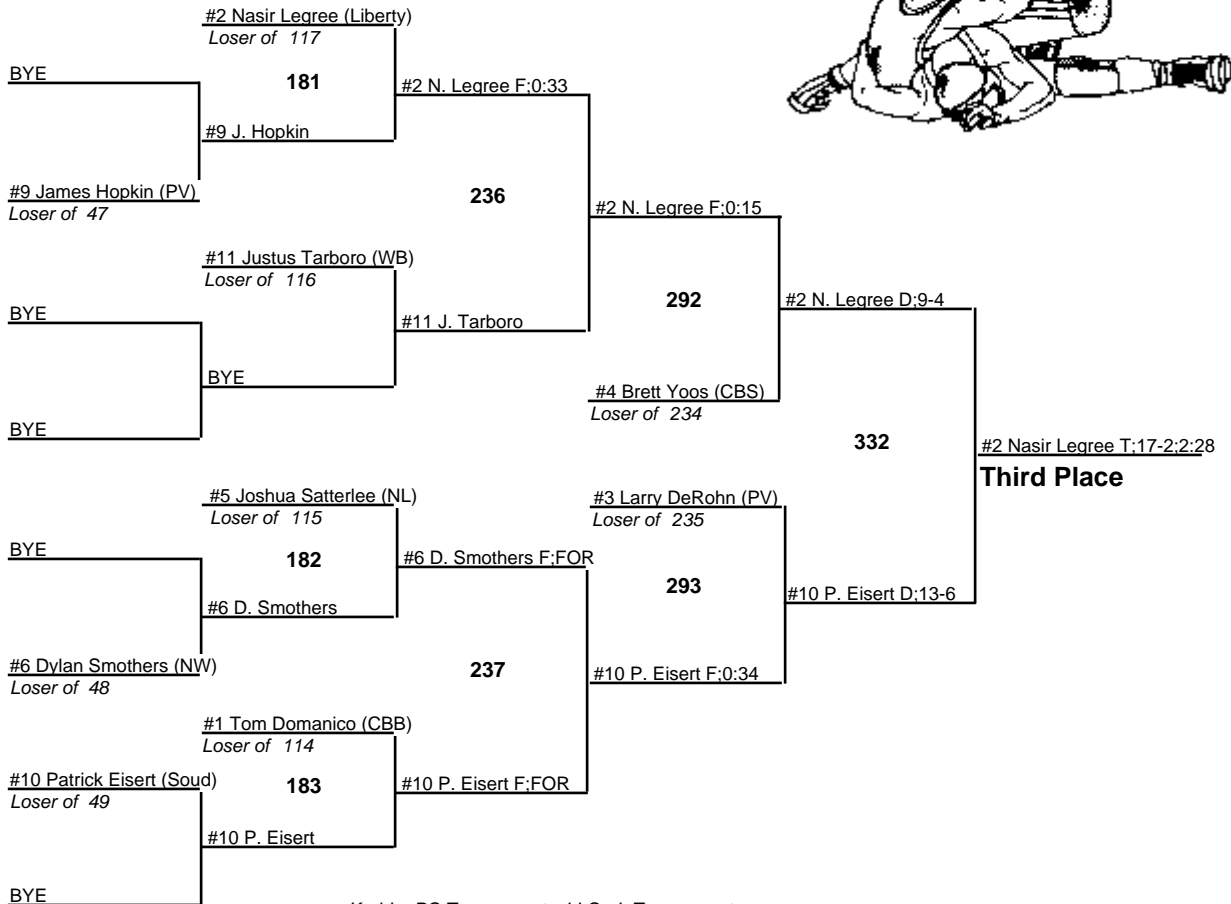 #2 Nasir Legree (Liberty)
Loser of 117
BYE
181
#2 N. Legree F;0:33
#9 J. Hopkin
#9 James Hopkin (PV)
Loser of 47
236
#2 N. Legree F;0:15
#11 Justus Tarboro (WB)
Loser of 116
292
#2 N. Legree D;9-4
BYE
#11 J. Tarboro
BYE
#4 Brett Yoos (CBS)
Loser of 234
BYE
332
#2 Nasir Legree T;17-2;2:28
Third Place
#5 Joshua Satterlee (NL)
Loser of 115
#3 Larry DeRohn (PV)
Loser of 235
BYE
182
#6 D. Smothers F;FOR
293
#10 P. Eisert D;13-6
#6 D. Smothers
#6 Dylan Smothers (NW)
Loser of 48
237
#10 P. Eisert F;0:34
#1 Tom Domanico (CBB)
Loser of 114
#10 Patrick Eisert (Soud)
Loser of 49
183
#10 P. Eisert F;FOR
#10 P. Eisert
BYE